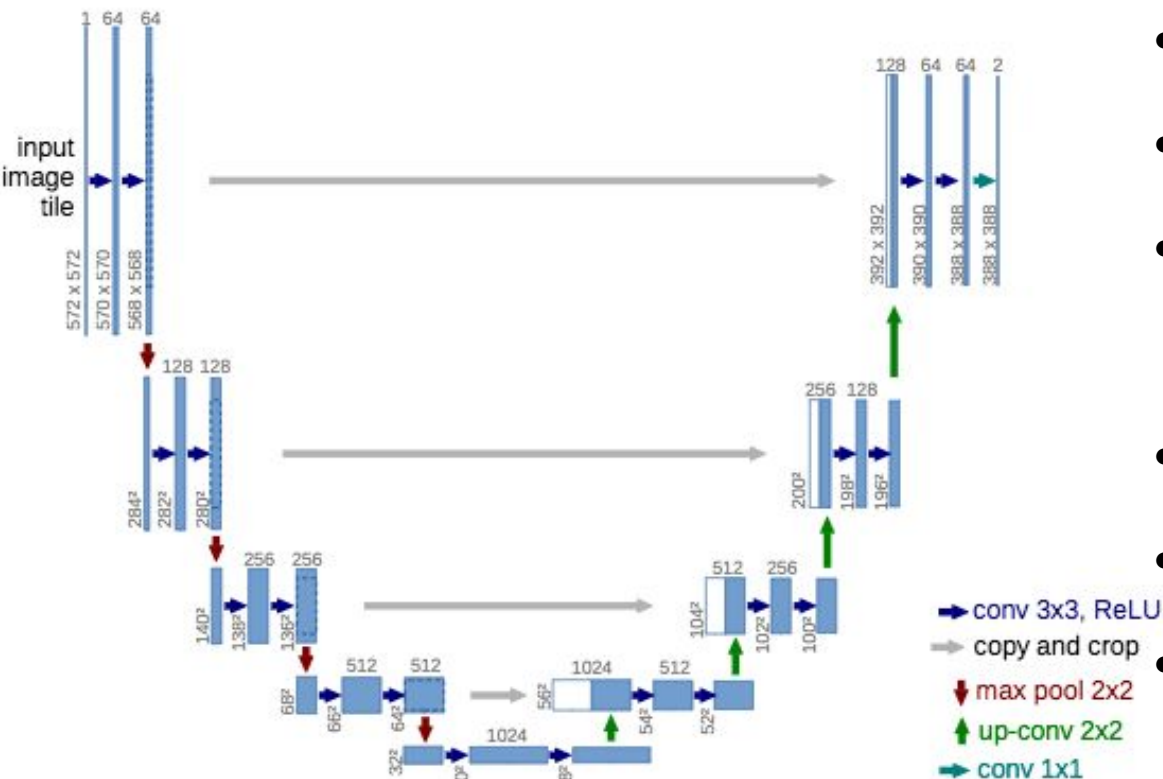 1 64 64
128 64 64 2
input
image
tile
572 x 572
570 x 570
568 x 568
392 x 392
390 x 390
388 x 388
388 x 388
128 128
256 128
284²
282²
280²
200²
198²
196²
256 256
512 256
140²
138²
136²
104²
102²
100²
conv 3x3, ReLU
copy and crop
max pool 2x2
up-conv 2x2
conv 1x1
512 512
1024 512
68²
66²
64²
56²
54²
52²
1024
32²